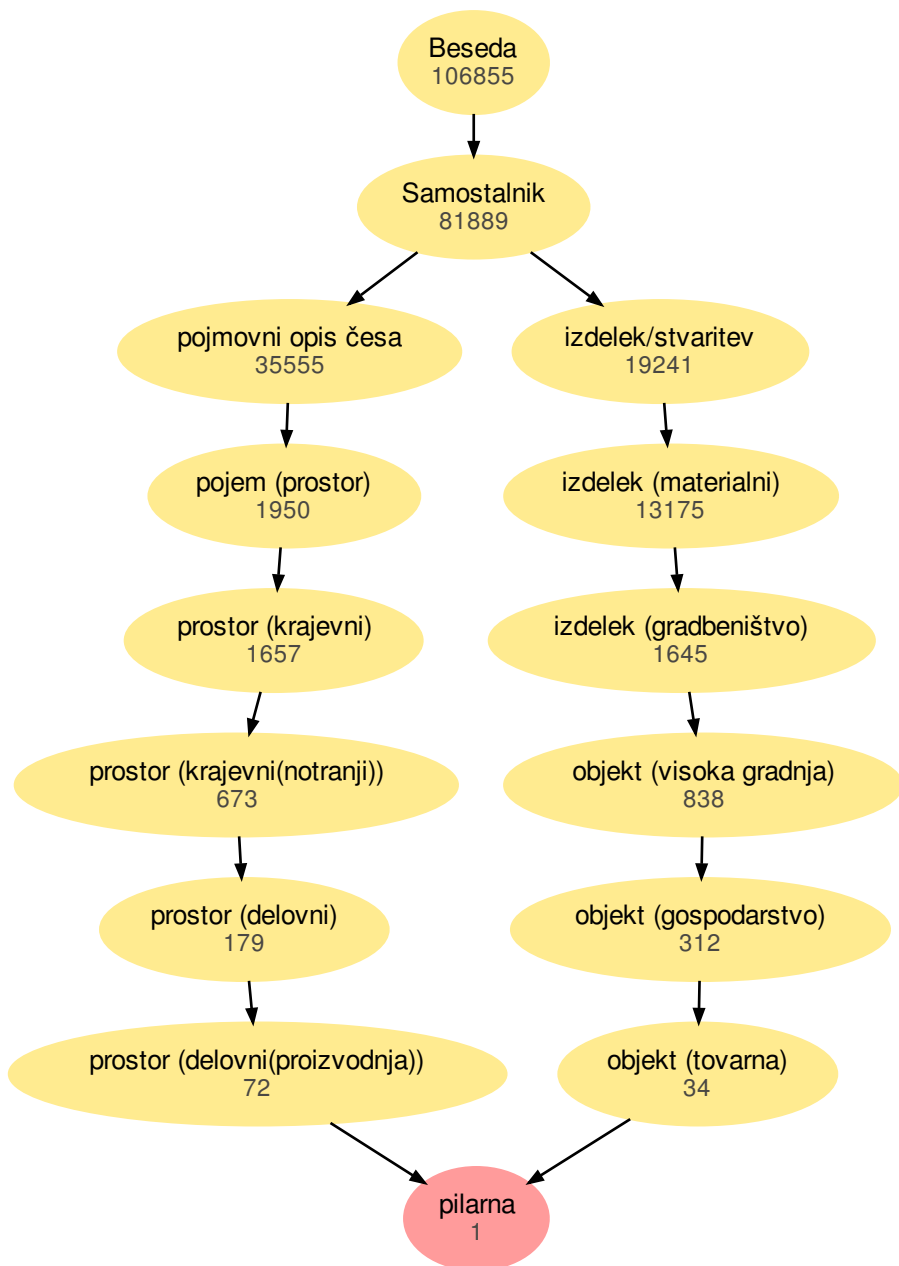 Beseda
106855
Samostalnik
81889
pojmovni opis česa
35555
izdelek/stvaritev
19241
pojem (prostor)
1950
izdelek (materialni)
13175
prostor (krajevni)
1657
izdelek (gradbeništvo)
1645
prostor (krajevni(notranji))
673
objekt (visoka gradnja)
838
prostor (delovni)
179
objekt (gospodarstvo)
312
prostor (delovni(proizvodnja))
72
objekt (tovarna)
34
pilarna
1